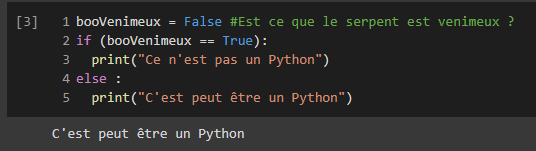 [3] 1 booVenimeux = False #Est ce que le serpent est venimeux ?
2 if (booVenimeux == True):
3 print("Ce n'est pas un Python")
4 else :
5 print("C'est peut être un Python")
C'est peut être un Python